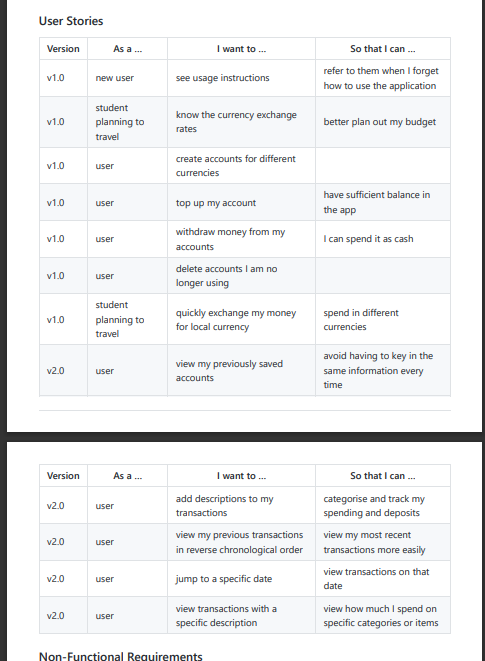 User Stories
Version As a ... I want to ... So that I can ...
v1.0 new user see usage instructions refer to them when I forget
how to use the application
v1.0 student
planning to
travel know the currency exchange
rates better plan out my budget
v1.0 user create accounts for different
currencies
v1.0 user top up my account have sufficient balance in
the app
v1.0 user withdraw money from my
accounts I can spend it as cash
v1.0 user delete accounts I am no
longer using
v1.0 student
planning to
travel quickly exchange my money
for local currency spend in different
currencies
v2.0 user view my previously saved
accounts avoid having to key in the
same information every
time
Version As a ... I want to ... So that I can ...
v2.0 user add descriptions to my
transactions categorise and track my
spending and deposits
v2.0 user view my previous transactions
in reverse chronological order view my most recent
transactions more easily
v2.0 user jump to a specific date view transactions on that
date
v2.0 user view transactions with a
specific description view how much I spend on
specific categories or items
Non-Functional Requirements